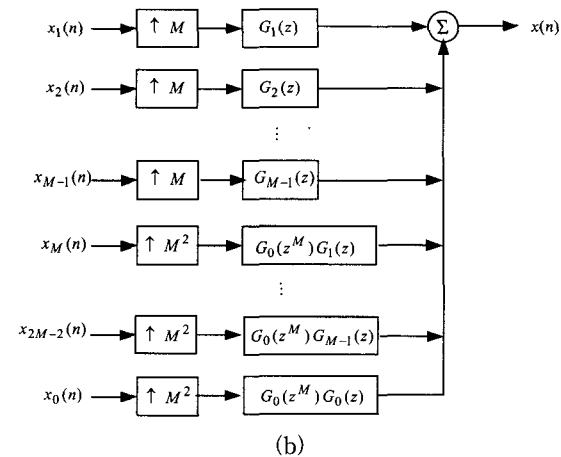 x₁(n) ↑ M G₁(z) Σ x(n)
x₂(n) ↑ M G₂(z)
⋮
x_{M-1}(n) ↑ M G_{M-1}(z)
x_M(n) ↑ M² G₀(z^M)G₁(z)
⋮
x_{2M-2}(n) ↑ M² G₀(z^M)G_{M-1}(z)
x₀(n) ↑ M² G₀(z^M)G₀(z)
(b)